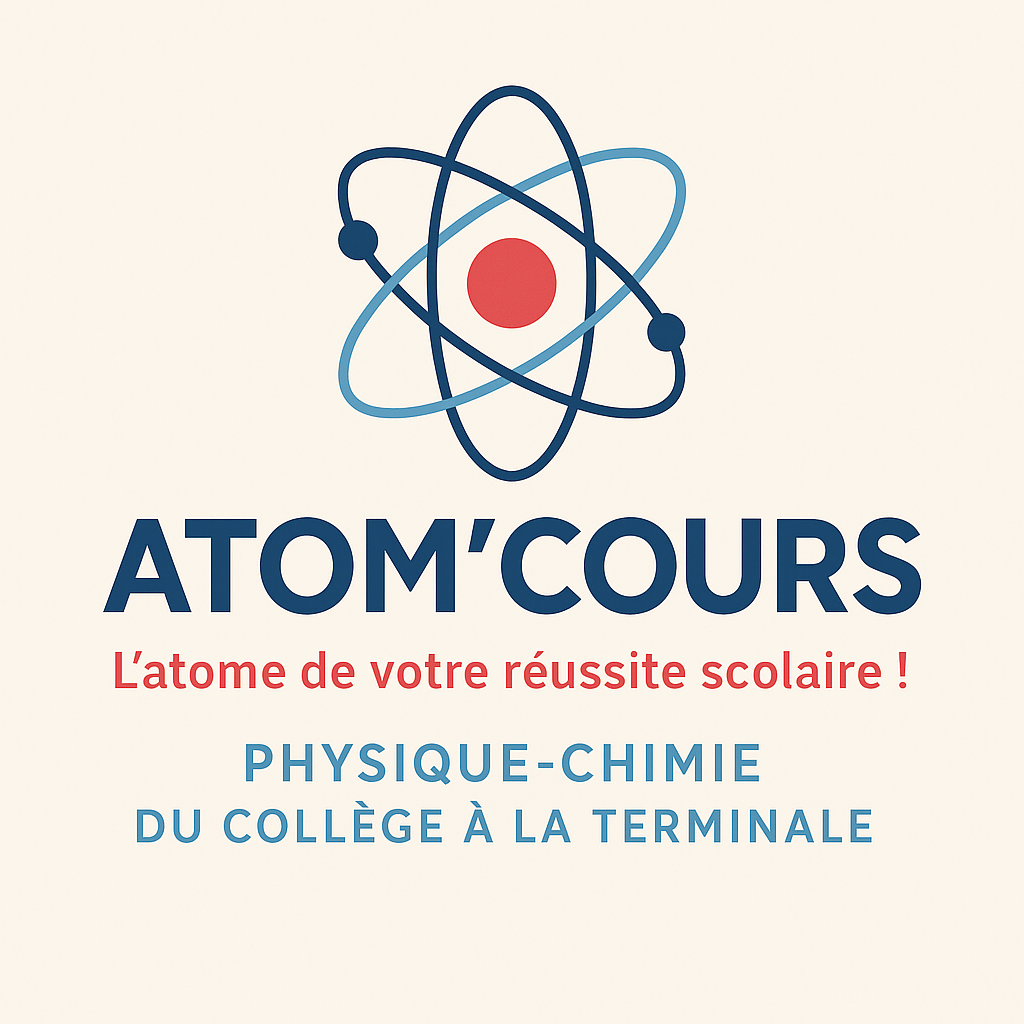 ATOM'COURS
L'atome de votre réussite scolaire !
PHYSIQUE-CHIMIE
DU COLLÈGE À LA TERMINALE